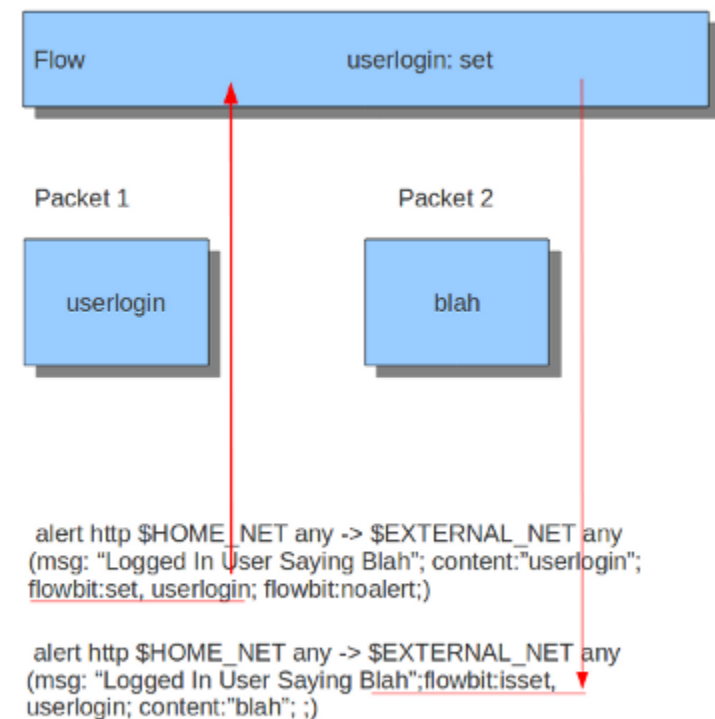 Flow userlogin: set
Packet 1 Packet 2
userlogin blah
alert http $HOME_NET any -> $EXTERNAL_NET any
(msg: “Logged In User Saying Blah”; content:”userlogin”;
flowbit:set, userlogin; flowbit:noalert;)
alert http $HOME_NET any -> $EXTERNAL_NET any
(msg: “Logged In User Saying Blah”;flowbit:isset,
userlogin; content:”blah”; ;)